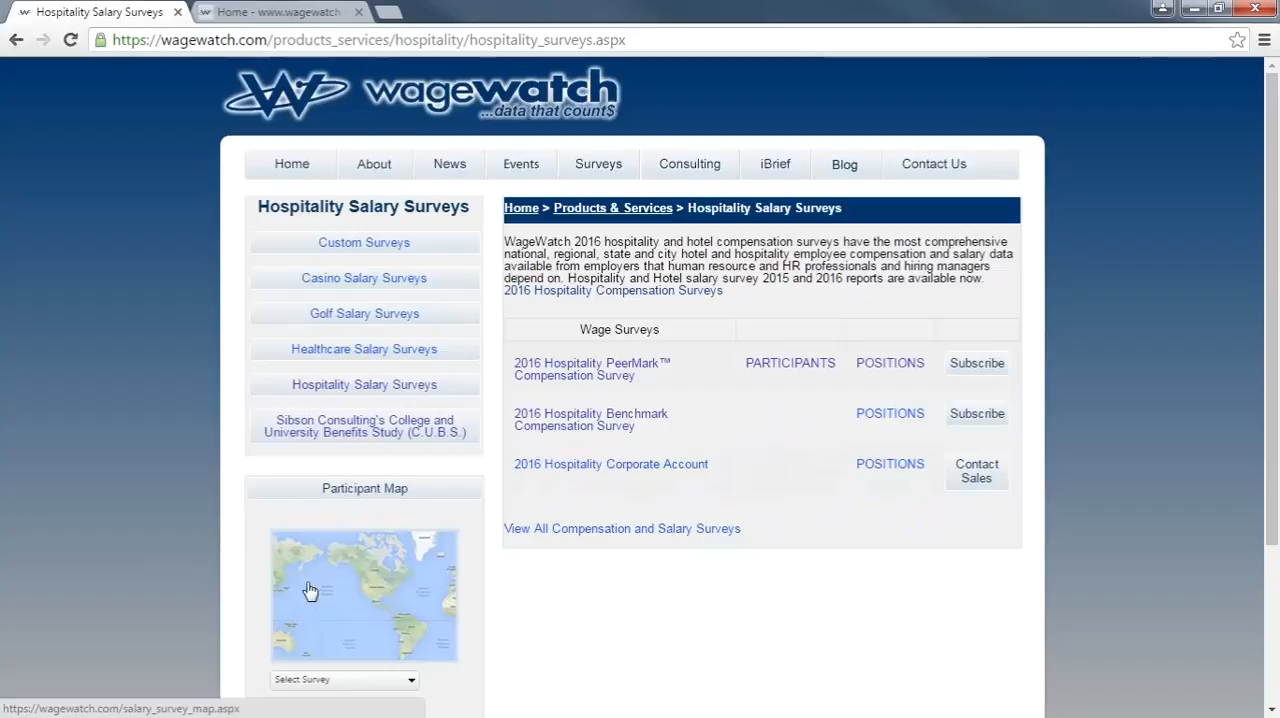 Hospitality Salary Surveys
Home - www.wagewatch
https://wagewatch.com/products_services/hospitality/hospitality_surveys.aspx
wagewatch
...data that count$
Home
About
News
Events
Surveys
Consulting
iBrief
Blog
Contact Us
Hospitality Salary Surveys
Custom Surveys
Casino Salary Surveys
Golf Salary Surveys
Healthcare Salary Surveys
Hospitality Salary Surveys
Sibson Consulting's College and
University Benefits Study (C.U.B.S.)
Participant Map
Select Survey
Home > Products & Services > Hospitality Salary Surveys
WageWatch 2016 hospitality and hotel compensation surveys have the most comprehensive
national, regional, state and city hotel and hospitality employee compensation and salary data
available from employers that human resource and HR professionals and hiring managers
depend on. Hospitality and Hotel salary survey 2015 and 2016 reports are available now.
2016 Hospitality Compensation Surveys
Wage Surveys
2016 Hospitality PeerMark™
Compensation Survey
PARTICIPANTS
POSITIONS
Subscribe
2016 Hospitality Benchmark
Compensation Survey
POSITIONS
Subscribe
2016 Hospitality Corporate Account
POSITIONS
Contact
Sales
View All Compensation and Salary Surveys
https://wagewatch.com/salary_survey_map.aspx